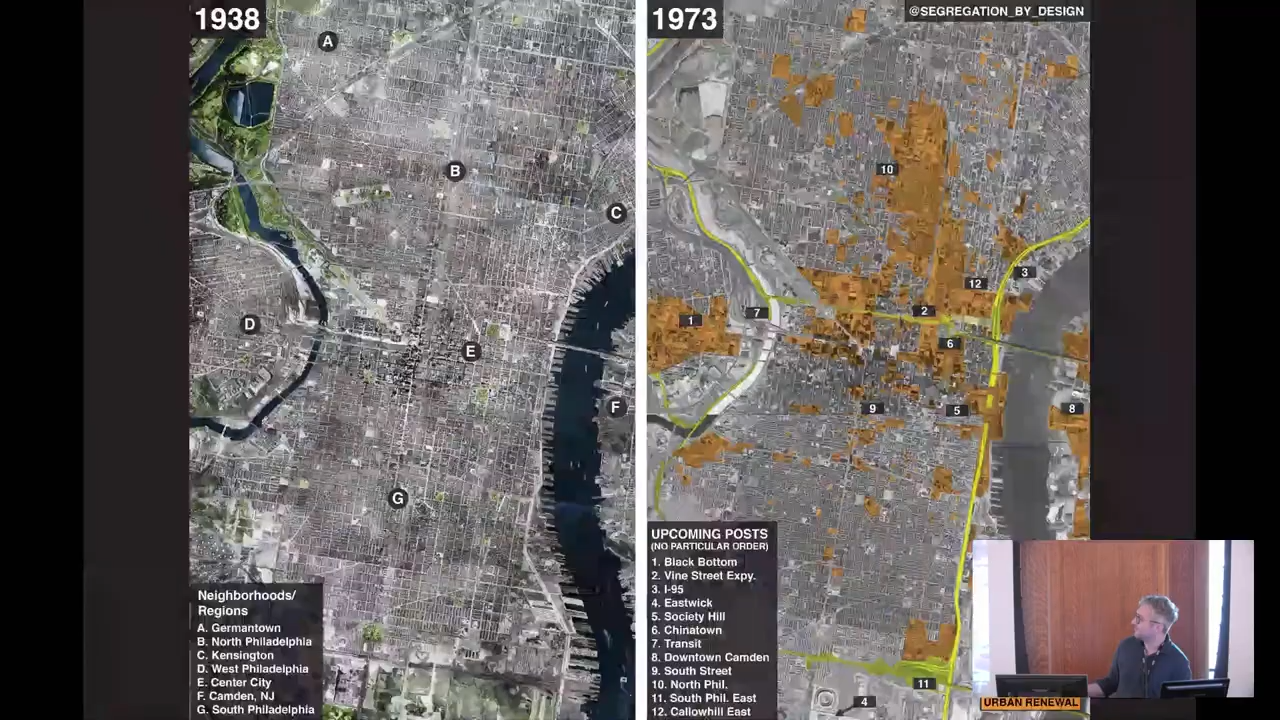 1938
A
B
C
D
E
F
G
Neighborhoods/
Regions
A. Germantown
B. North Philadelphia
C. Kensington
D. West Philadelphia
E. Center City
F. Camden, NJ
G. South Philadelphia
1973
@SEGREGATION_BY_DESIGN
10
3
12
1
7
2
6
9
5
8
11
4
UPCOMING POSTS
(NO PARTICULAR ORDER)
1. Black Bottom
2. Vine Street Expy.
3. I-95
4. Eastwick
5. Society Hill
6. Chinatown
7. Transit
8. Downtown Camden
9. South Street
10. North Phil.
11. South Phil. East
12. Callowhill East
URBAN RENEWAL